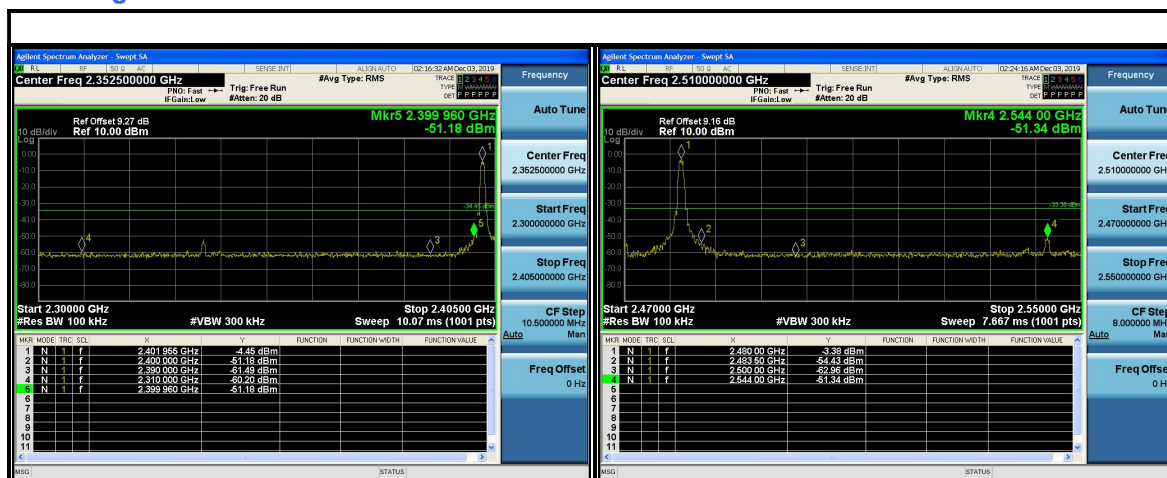 Agilent Spectrum Analyzer - Swept SA
RL RF 50 Ω AC SENSE:INT ALIGN AUTO 02:16:32 AM Dec 03, 2019
Center Freq 2.352500000 GHz #Avg Type: RMS TRACE 1 2 3 4 5 6
PNO: Fast Trig: Free Run TYPE
IFGain:Low #Atten: 20 dB DET P P P P P P
Mkr5 2.399 960 GHz
Ref Offset 9.27 dB
10 dB/div Ref 10.00 dBm -51.18 dBm
Log
1
0.00
-10.0
-20.0
-30.0
-34.45 dBm
-40.0
5
4
3
-50.0
-60.0
-70.0
-80.0
Start 2.30000 GHz Stop 2.40500 GHz
#Res BW 100 kHz #VBW 300 kHz Sweep 10.07 ms (1001 pts)
MKR MODE TRC SCL X Y FUNCTION FUNCTION WIDTH FUNCTION VALUE
1 N 1 f 2.401 955 GHz -4.45 dBm
2 N 1 f 2.400 000 GHz -51.18 dBm
3 N 1 f 2.390 000 GHz -61.49 dBm
4 N 1 f 2.310 000 GHz -60.20 dBm
5 N 1 f 2.399 960 GHz -51.18 dBm
6
7
8
9
10
11
MSG STATUS
Frequency
Auto Tune
Center Freq
2.352500000 GHz
Start Freq
2.300000000 GHz
Stop Freq
2.405000000 GHz
CF Step
10.500000 MHz
Auto Man
Freq Offset
0 Hz
Agilent Spectrum Analyzer - Swept SA
RL RF 50 Ω AC SENSE:INT ALIGN AUTO 02:24:16 AM Dec 03, 2019
Center Freq 2.510000000 GHz #Avg Type: RMS TRACE 1 2 3 4 5 6
PNO: Fast Trig: Free Run TYPE
IFGain:Low #Atten: 20 dB DET P P P P P P
Mkr4 2.544 00 GHz
Ref Offset 9.16 dB
10 dB/div Ref 10.00 dBm -51.34 dBm
Log
1
0.00
-10.0
-20.0
-30.0
-33.38 dBm
-40.0
4
2
3
-50.0
-60.0
-70.0
-80.0
Start 2.47000 GHz Stop 2.55000 GHz
#Res BW 100 kHz #VBW 300 kHz Sweep 7.667 ms (1001 pts)
MKR MODE TRC SCL X Y FUNCTION FUNCTION WIDTH FUNCTION VALUE
1 N 1 f 2.480 00 GHz -3.38 dBm
2 N 1 f 2.483 50 GHz -54.43 dBm
3 N 1 f 2.500 00 GHz -62.96 dBm
4 N 1 f 2.544 00 GHz -51.34 dBm
5
6
7
8
9
10
11
MSG STATUS
Frequency
Auto Tun
Center Fre
2.510000000 GH
Start Fre
2.470000000 GH
Stop Fre
2.550000000 GH
CF Ste
8.000000 MH
Auto Ma
Freq Offse
0 H